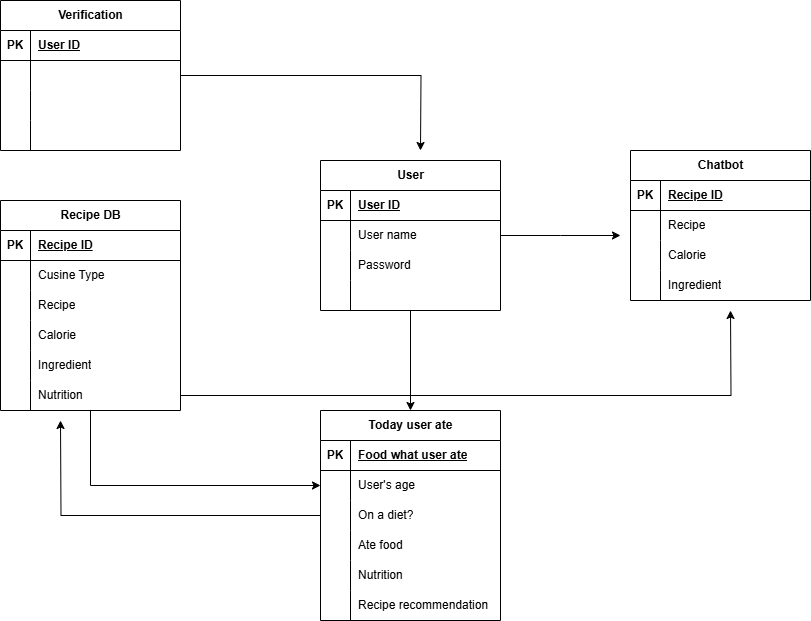 Verification
PK User ID
User
PK User ID
User name
Password
Chatbot
PK Recipe ID
Recipe
Calorie
Ingredient
Recipe DB
PK Recipe ID
Cusine Type
Recipe
Calorie
Ingredient
Nutrition
Today user ate
PK Food what user ate
User's age
On a diet?
Ate food
Nutrition
Recipe recommendation